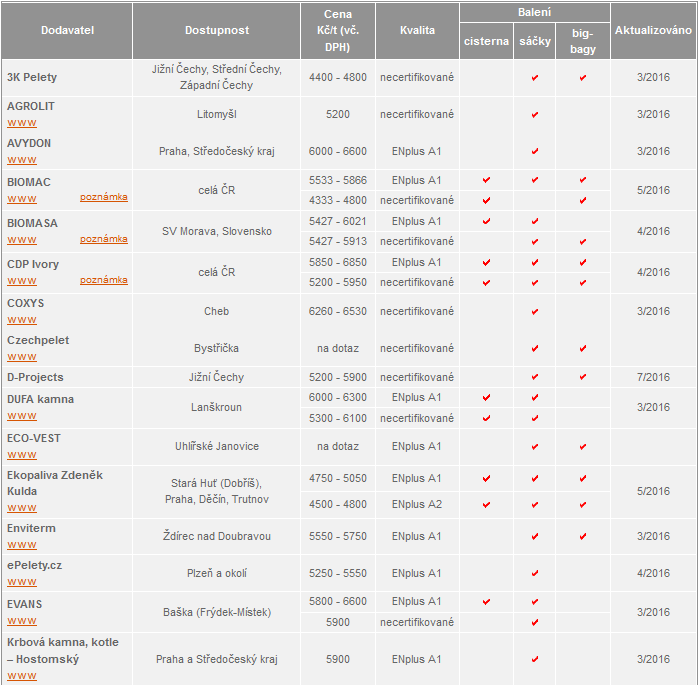 Dodavatel Dostupnost Cena Kč/t (vč. DPH) Kvalita Balení Aktualizováno
cisterna sáčky big-bagy
3K Pelety Jižní Čechy, Střední Čechy, Západní Čechy 4400 - 4800 necertifikované ✔ ✔ 3/2016
AGROLIT
www Litomyšl 5200 necertifikované ✔ 3/2016
AVYDON
www Praha, Středočeský kraj 6000 - 6600 ENplus A1 ✔ 3/2016
BIOMAC
www poznámka celá ČR 5533 - 5866 ENplus A1 ✔ ✔ ✔ 5/2016
4333 - 4800 necertifikované ✔ ✔
BIOMASA
www poznámka SV Morava, Slovensko 5427 - 6021 ENplus A1 ✔ ✔ 4/2016
5427 - 5913 necertifikované ✔ ✔
CDP Ivory
www poznámka celá ČR 5850 - 6850 ENplus A1 ✔ ✔ ✔ 4/2016
5200 - 5950 necertifikované ✔ ✔ ✔
COXYS
www Cheb 6260 - 6530 necertifikované ✔ 3/2016
Czechpelet
www Bystřička na dotaz necertifikované ✔ ✔ 3/2016
D-Projects Jižní Čechy 5200 - 5900 necertifikované ✔ ✔ 7/2016
DUFA kamna
www Lanškroun 6000 - 6300 ENplus A1 ✔ ✔ 3/2016
5300 - 6100 necertifikované ✔ ✔
ECO-VEST
www Uhlířské Janovice na dotaz ENplus A1 ✔ ✔ 3/2016
Ekopaliva Zdeněk
Kulda
www Stará Huť (Dobříš),
Praha, Děčín, Trutnov 4750 - 5050 ENplus A1 ✔ ✔ ✔ 5/2016
4500 - 4800 ENplus A2 ✔ ✔ ✔
Enviterm
www Ždírec nad Doubravou 5550 - 5750 ENplus A1 ✔ ✔ 3/2016
ePelety.cz
www Plzeň a okolí 5250 - 5550 ENplus A1 ✔ 4/2016
EVANS
www Baška (Frýdek-Místek) 5800 - 6600 ENplus A1 ✔ ✔ 3/2016
5900 necertifikované ✔
Krbová kamna, kotle
– Hostomský
www Praha a Středočeský kraj 5900 ENplus A1 ✔ 3/2016